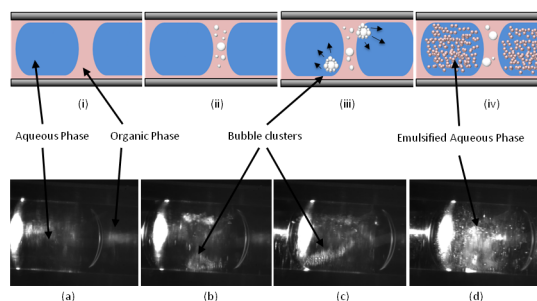 (i) (ii) (iii) (iv)
Aqueous Phase Organic Phase Bubble clusters Emulsified Aqueous Phase
(a) (b) (c) (d)